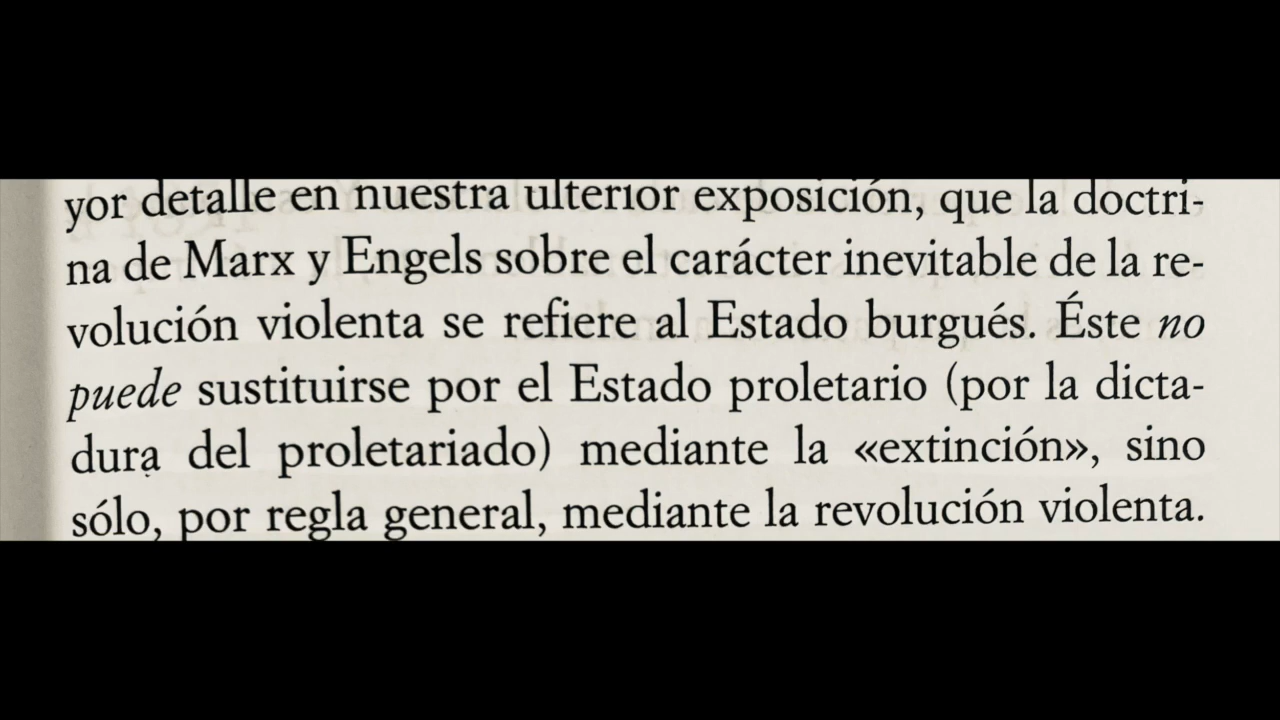 yor detalle en nuestra ulterior exposición, que la doctri-
na de Marx y Engels sobre el carácter inevitable de la re-
volución violenta se refiere al Estado burgués. Éste no
puede sustituirse por el Estado proletario (por la dicta-
dura del proletariado) mediante la «extinción», sino
sólo, por regla general, mediante la revolución violenta.